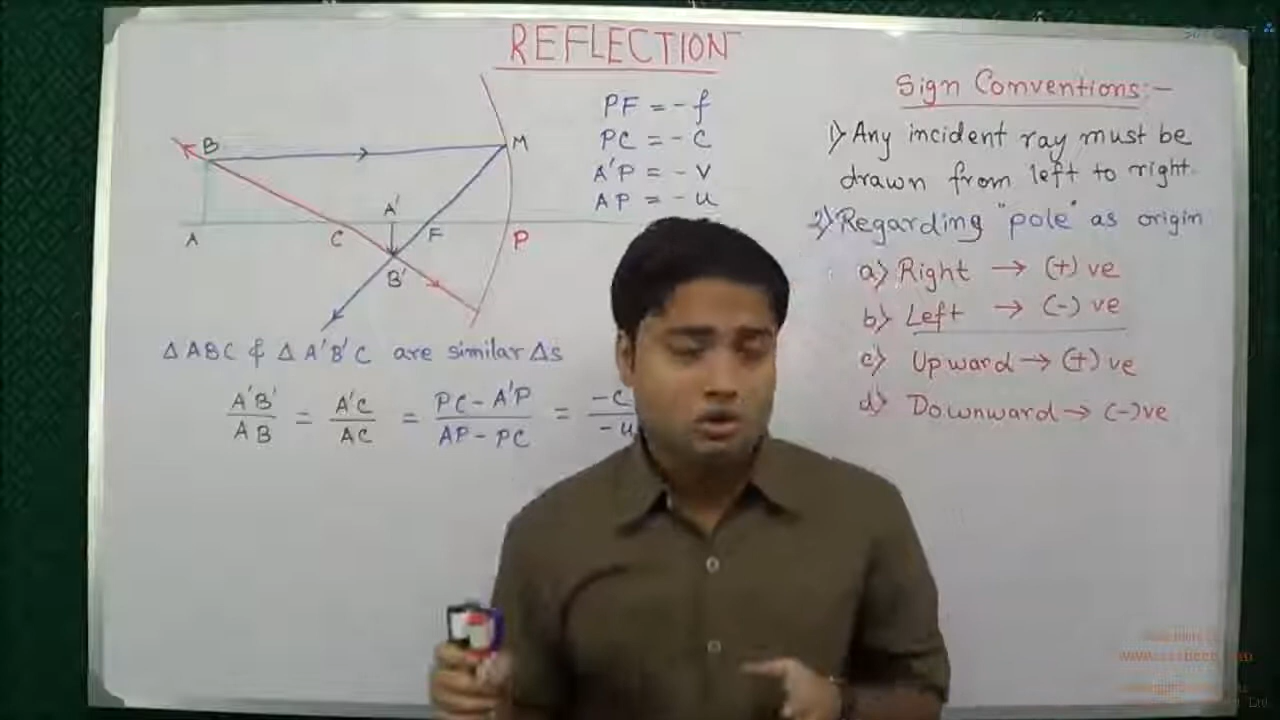 REFLECTION
PF = - f
PC = - C
A'P = - v
AP = - u
B
M
A'
A
C
F
P
B'
Δ ABC & Δ A'B'C are similar Δs
A'B' / AB = A'C / AC = PC - A'P / AP - PC = -C / -u
Sign Conventions:-
1) Any incident ray must be
drawn from left to right.
2) Regarding "pole" as origin
a) Right → (+) ve
b) Left → (-) ve
c) Upward → (+) ve
d) Downward → (-) ve